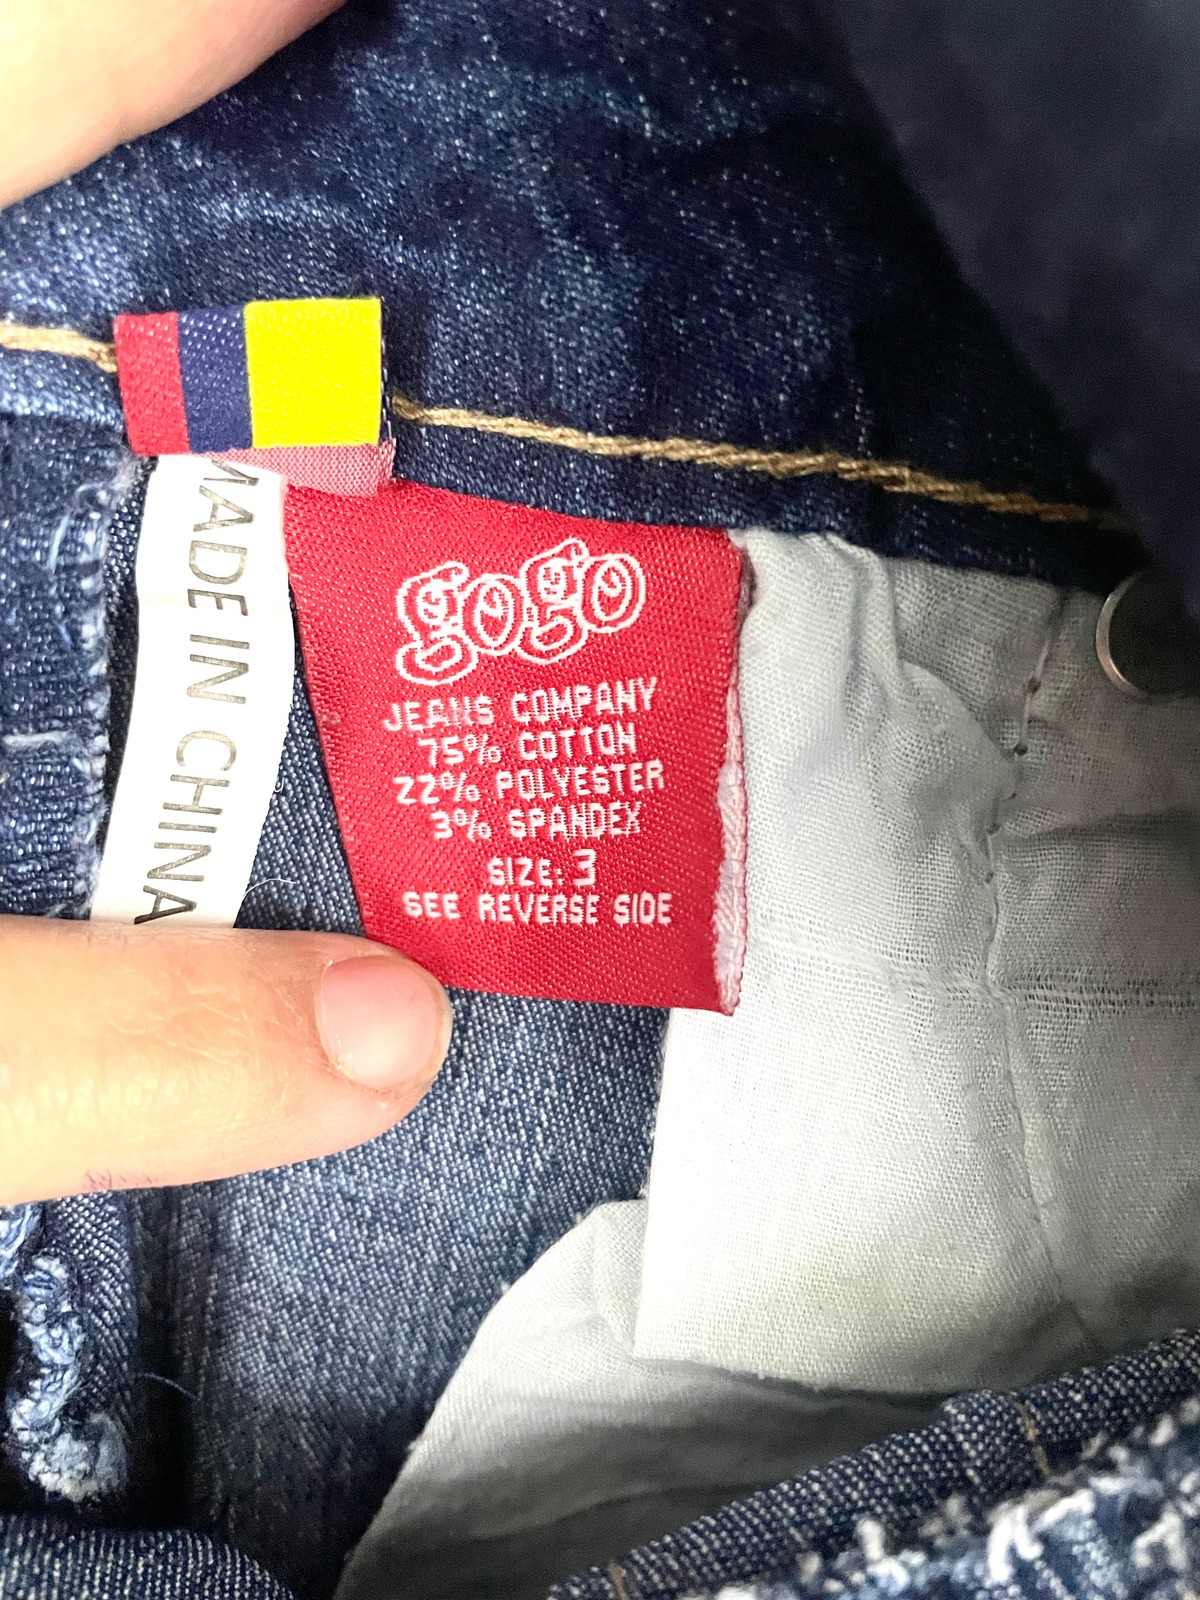 MADE IN CHINA
gogo
JEANS COMPANY
75% COTTON
22% POLYESTER
3% SPANDEX
SIZE: 3
SEE REVERSE SIDE